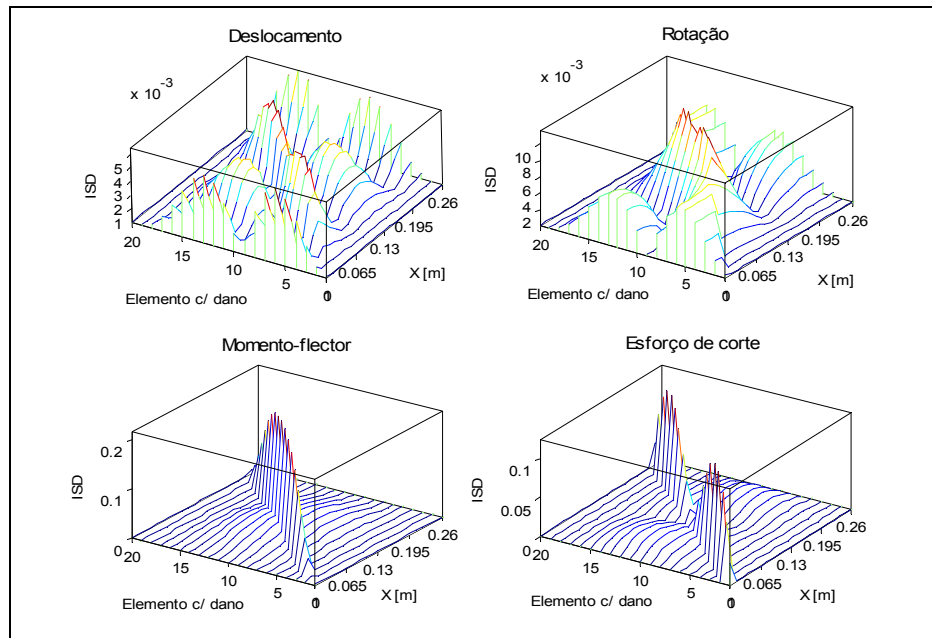 Deslocamento
x 10 -3
5
4
3
2
1
ISD
20
15
10
5
0
Elemento c/ dano
0.065
0.13
0.195
0.26
X [m]
Rotação
x 10 -3
10
8
6
4
2
ISD
20
15
10
5
0
Elemento c/ dano
0.065
0.13
0.195
0.26
X [m]
Momento-flector
0.2
0.1
0
ISD
20
15
10
5
0
Elemento c/ dano
0.065
0.13
0.195
0.26
X [m]
Esforço de corte
0.1
0.05
0
ISD
20
15
10
5
0
Elemento c/ dano
0.065
0.13
0.195
0.26
X [m]